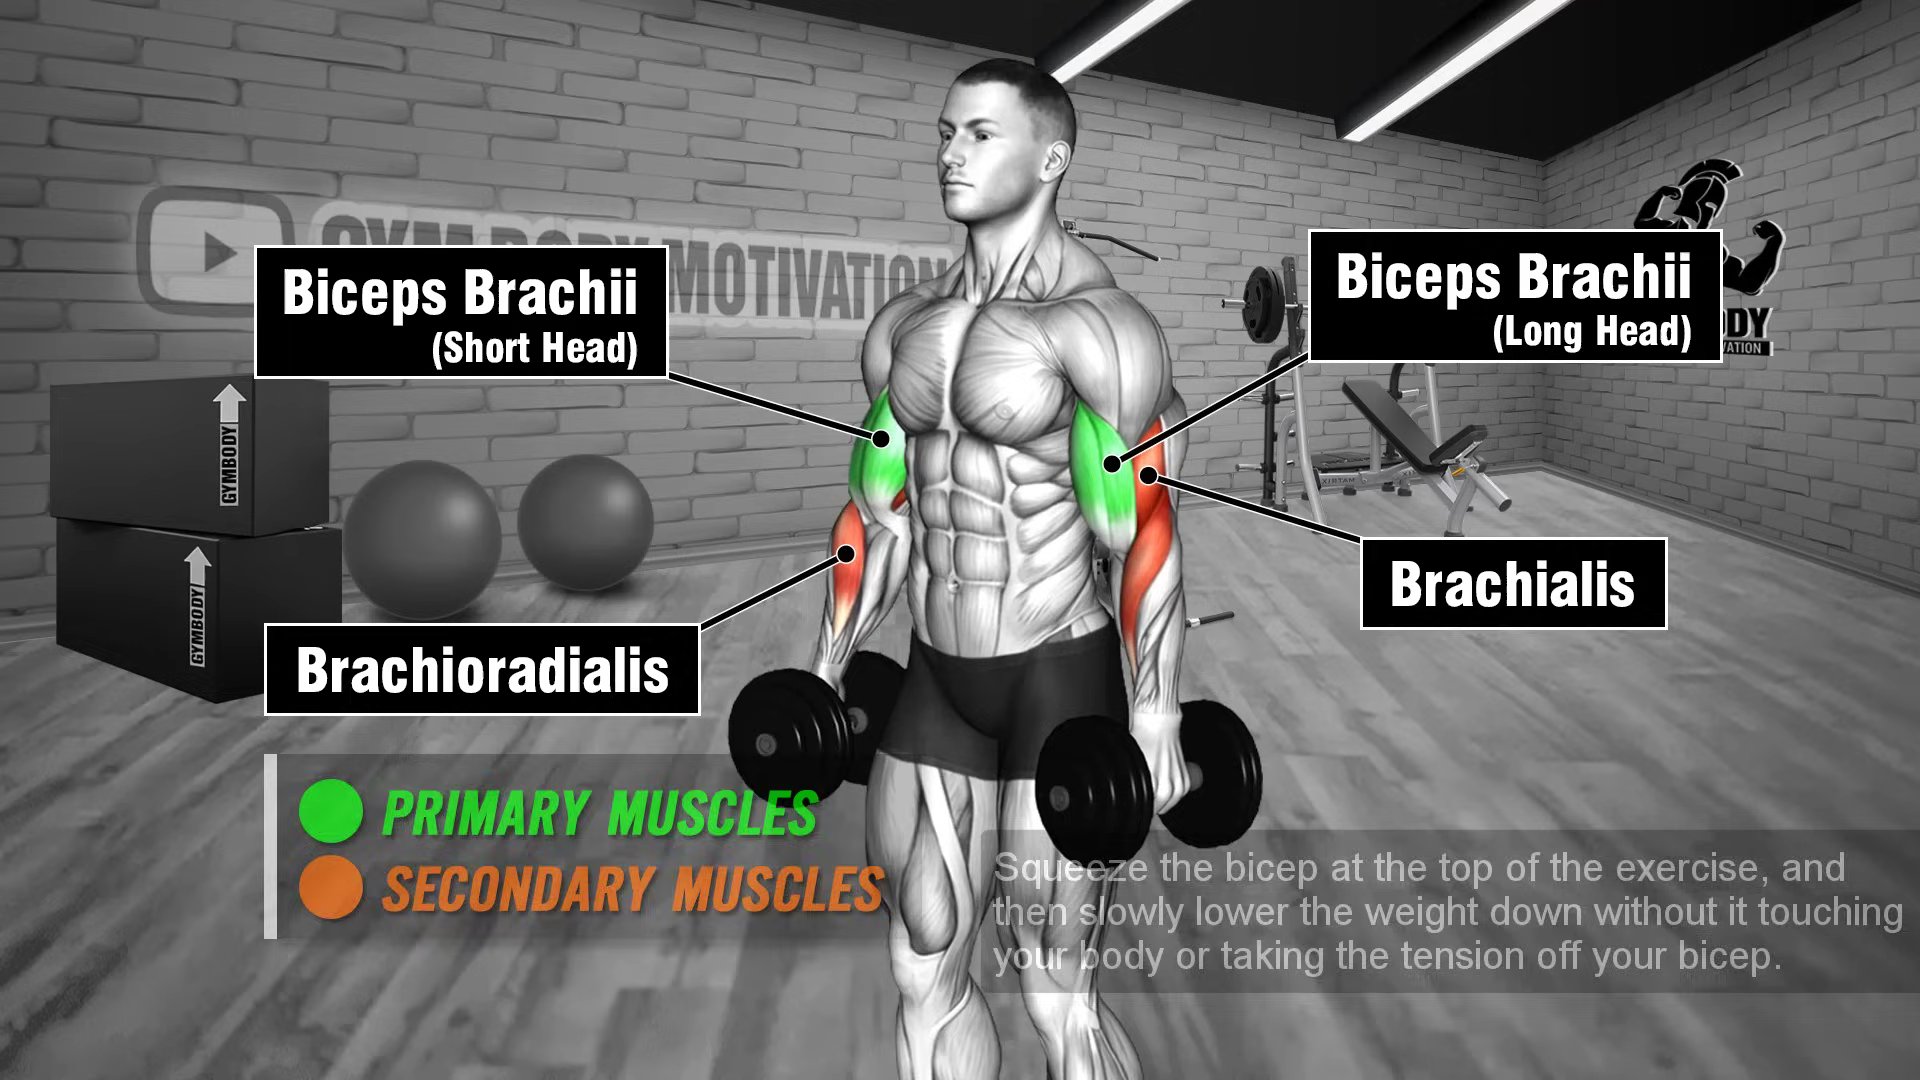 MOTIVATION
Biceps Brachii
(Short Head)
Biceps Brachii
(Long Head)
GYMBODY
GYMBODY
MATRIX
Brachialis
Brachioradialis
PRIMARY MUSCLES
SECONDARY MUSCLES
Squeeze the bicep at the top of the exercise, and
then slowly lower the weight down without it touching
your body or taking the tension off your bicep.